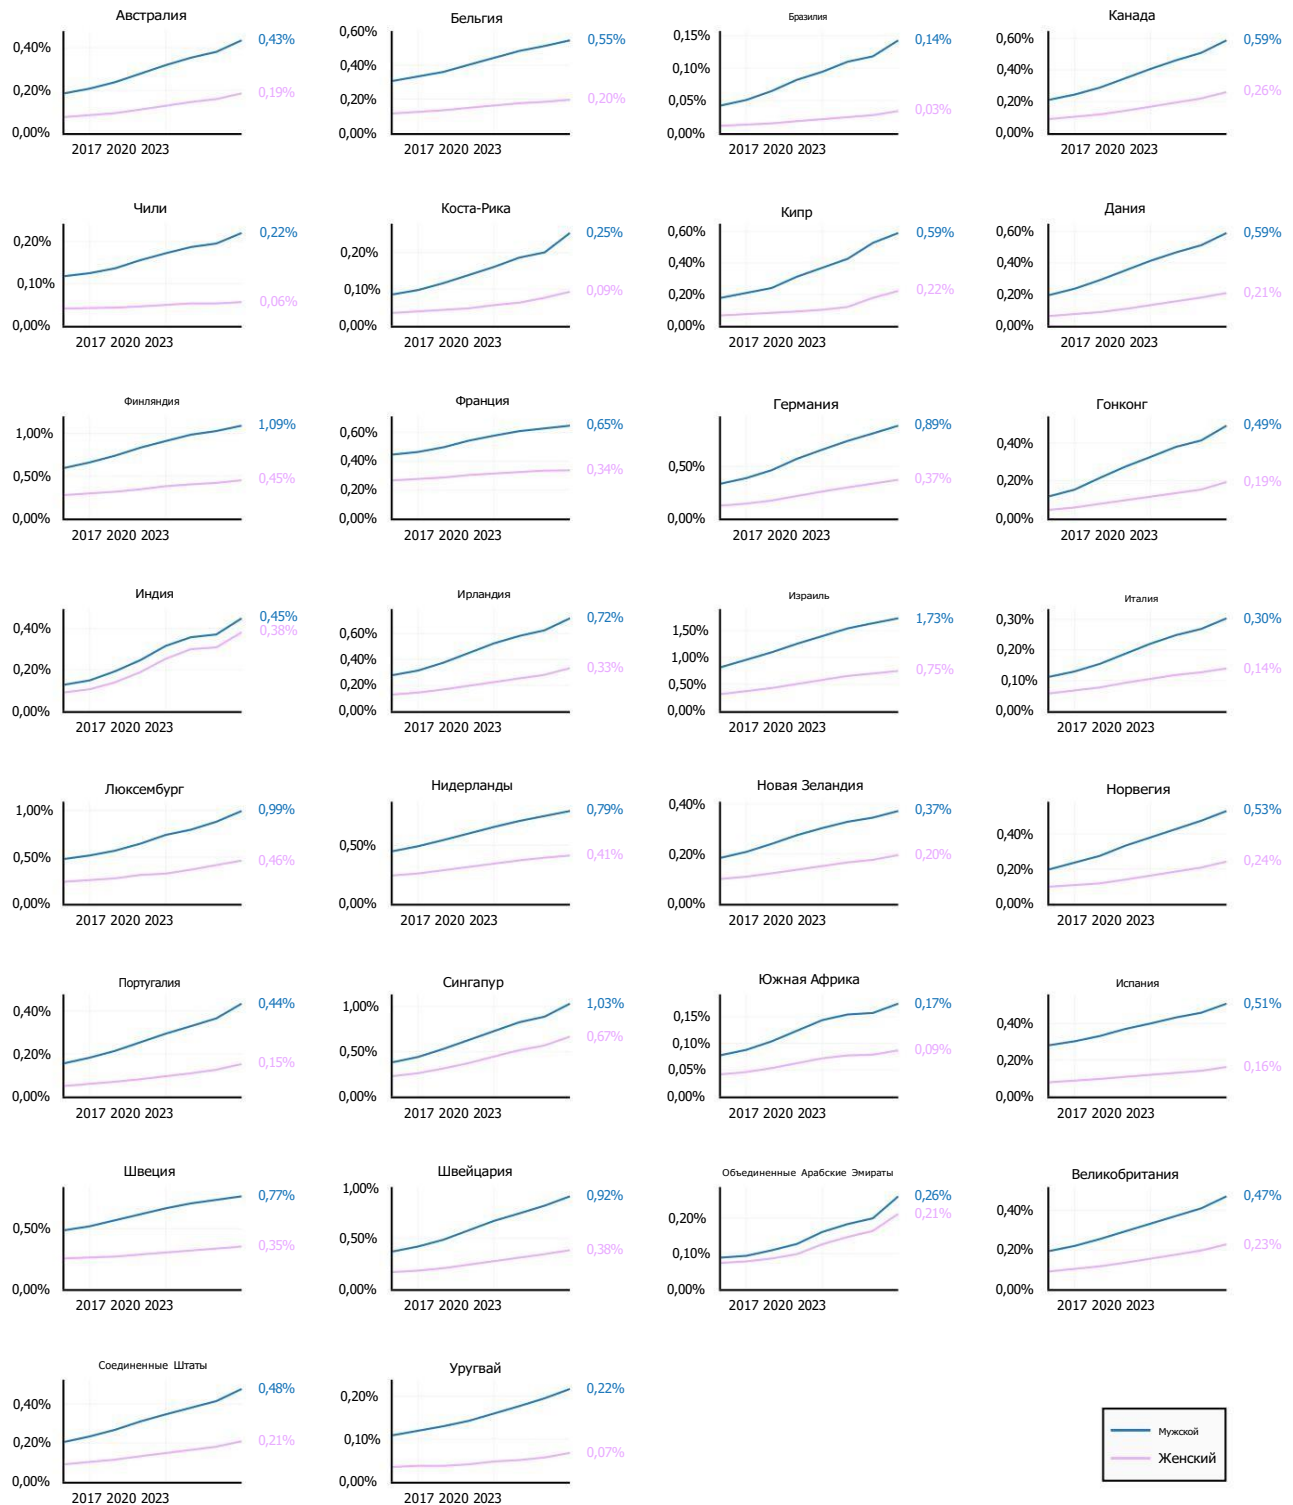 Австралия
0,40%
0,20%
0,00%
0,43%
0,19%
2017 2020 2023
Бельгия
0,60%
0,40%
0,20%
0,00%
0,55%
0,20%
2017 2020 2023
Бразилия
0,15%
0,10%
0,05%
0,00%
0,14%
0,03%
2017 2020 2023
Канада
0,60%
0,40%
0,20%
0,00%
0,59%
0,26%
2017 2020 2023
Чили
0,20%
0,10%
0,00%
0,22%
0,06%
2017 2020 2023
Коста-Рика
0,20%
0,10%
0,00%
0,25%
0,09%
2017 2020 2023
Кипр
0,60%
0,40%
0,20%
0,00%
0,59%
0,22%
2017 2020 2023
Дания
0,60%
0,40%
0,20%
0,00%
0,59%
0,21%
2017 2020 2023
Финляндия
1,00%
0,50%
0,00%
1,09%
0,45%
2017 2020 2023
Франция
0,60%
0,40%
0,20%
0,00%
0,65%
0,34%
2017 2020 2023
Германия
0,50%
0,00%
0,89%
0,37%
2017 2020 2023
Гонконг
0,40%
0,20%
0,00%
0,49%
0,19%
2017 2020 2023
Индия
0,40%
0,20%
0,00%
0,45%
0,38%
2017 2020 2023
Ирландия
0,60%
0,40%
0,20%
0,00%
0,72%
0,33%
2017 2020 2023
Израиль
1,50%
1,00%
0,50%
0,00%
1,73%
0,75%
2017 2020 2023
Италия
0,30%
0,20%
0,10%
0,00%
0,30%
0,14%
2017 2020 2023
Люксембург
1,00%
0,50%
0,00%
0,99%
0,46%
2017 2020 2023
Нидерланды
0,50%
0,00%
0,79%
0,41%
2017 2020 2023
Новая Зеландия
0,40%
0,20%
0,00%
0,37%
0,20%
2017 2020 2023
Норвегия
0,40%
0,20%
0,00%
0,53%
0,24%
2017 2020 2023
Португалия
0,40%
0,20%
0,00%
0,44%
0,15%
2017 2020 2023
Сингапур
1,00%
0,50%
0,00%
1,03%
0,67%
2017 2020 2023
Южная Африка
0,15%
0,10%
0,05%
0,00%
0,17%
0,09%
2017 2020 2023
Испания
0,40%
0,20%
0,00%
0,51%
0,16%
2017 2020 2023
Швеция
0,50%
0,00%
0,77%
0,35%
2017 2020 2023
Швейцария
1,00%
0,50%
0,00%
0,92%
0,38%
2017 2020 2023
Объединенные Арабские Эмираты
0,20%
0,10%
0,00%
0,26%
0,21%
2017 2020 2023
Великобритания
0,40%
0,20%
0,00%
0,47%
0,23%
2017 2020 2023
Соединенные Штаты
0,40%
0,20%
0,00%
0,48%
0,21%
2017 2020 2023
Уругвай
0,20%
0,10%
0,00%
0,22%
0,07%
2017 2020 2023
Мужской
Женский